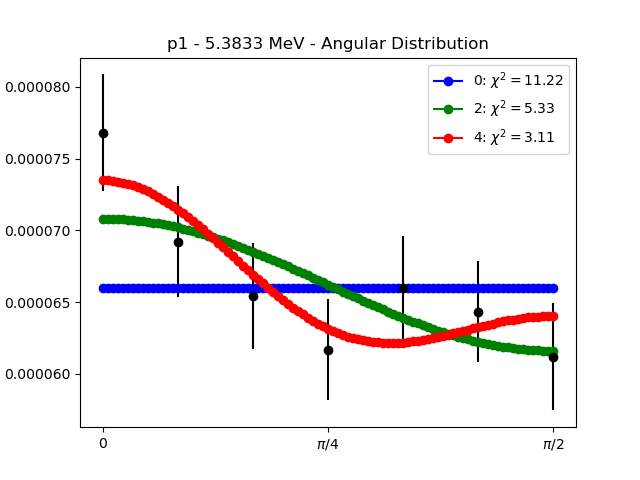 p1 - 5.3833 MeV - Angular Distribution
0: χ² = 11.22
2: χ² = 5.33
4: χ² = 3.11
0.000080
0.000075
0.000070
0.000065
0.000060
0
π/4
π/2